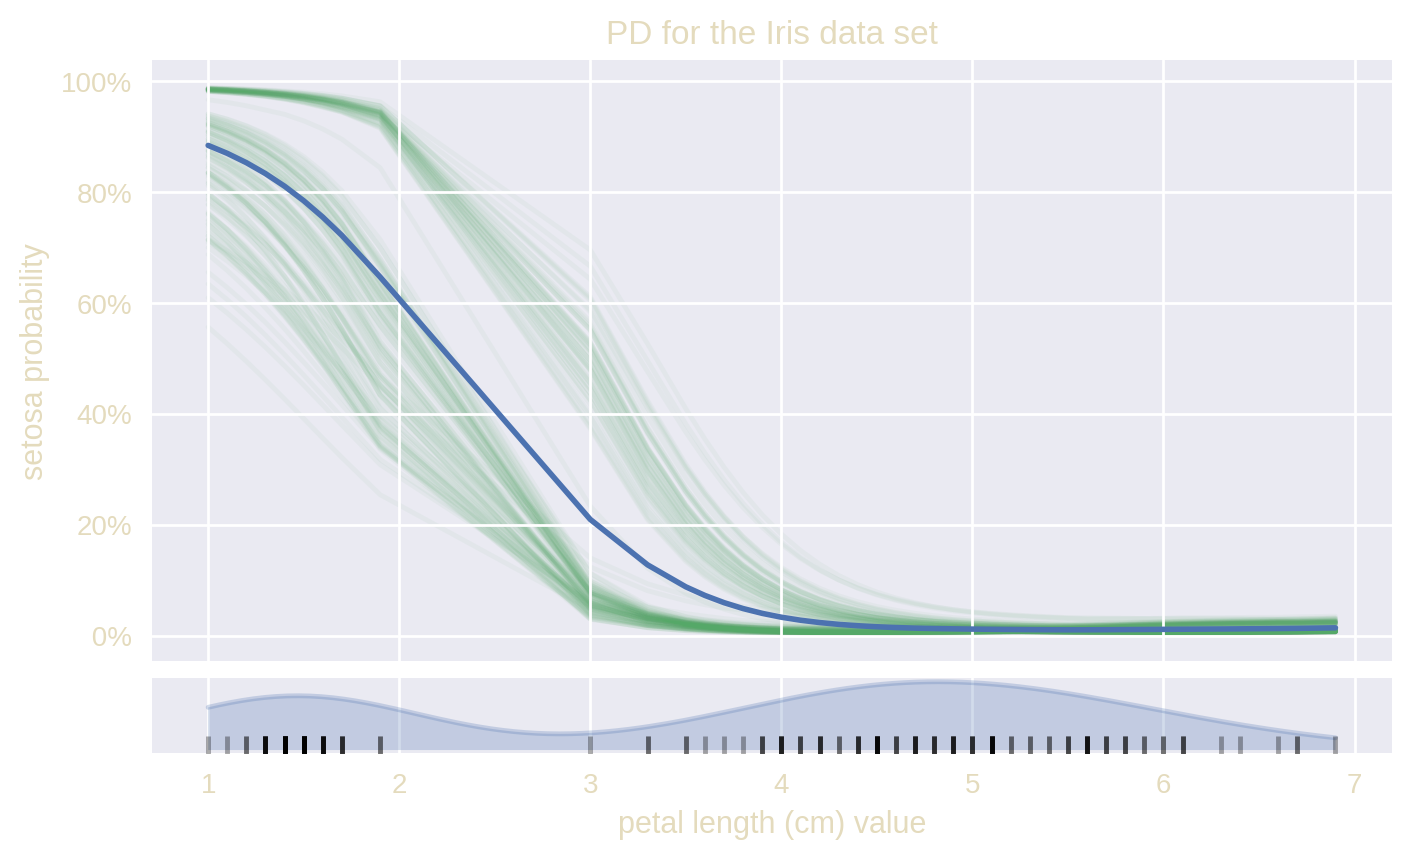 PD for the Iris data set
100%
80%
60%
40%
20%
0%
setosa probability
1 2 3 4 5 6 7
petal length (cm) value